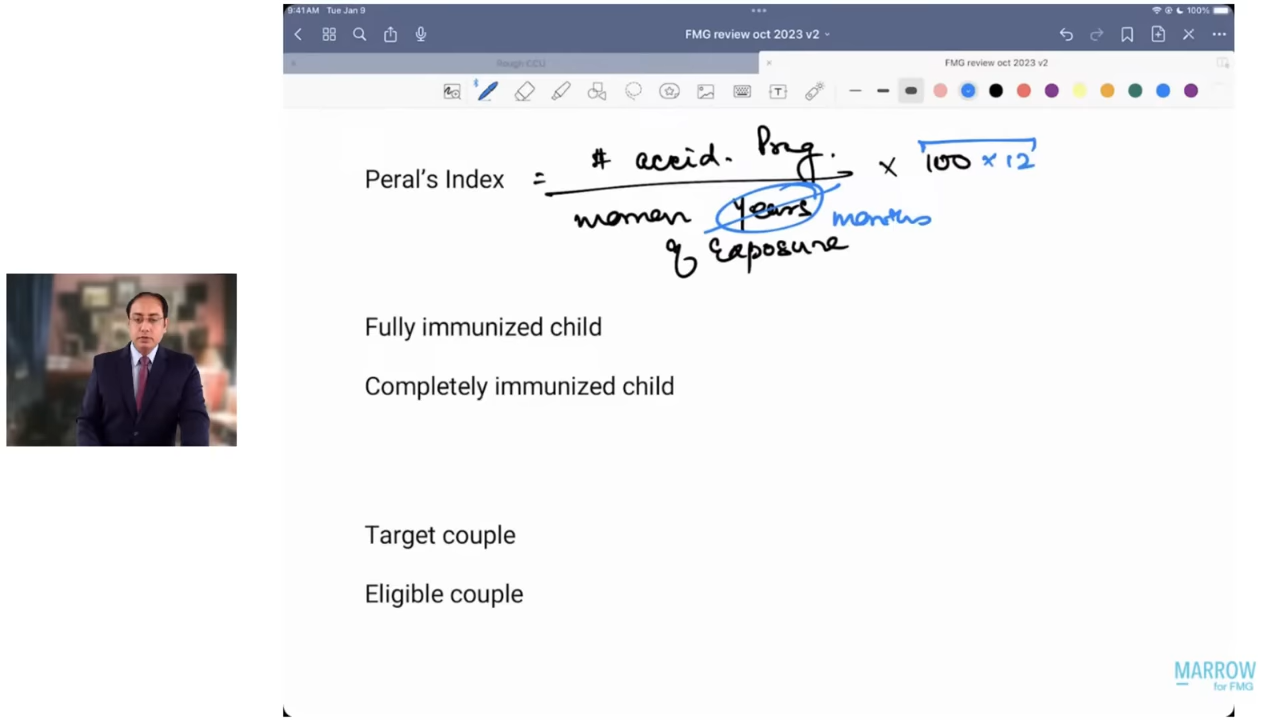 9:41 AM Tue Jan 9
100%
FMG review oct 2023 v2
Rough CCU
FMG review oct 2023 v2
T
# accid. Preg.
Peral's Index = × 100 × 12
women years months
of Exposure
Fully immunized child
Completely immunized child
Target couple
Eligible couple
MARROW
for FMG